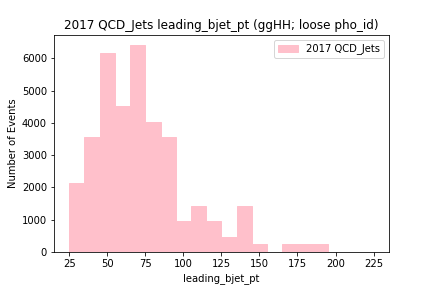 2017 QCD_Jets leading_bjet_pt (ggHH; loose pho_id)
2017 QCD_Jets
Number of Events
6000
5000
4000
3000
2000
1000
0
25 50 75 100 125 150 175 200 225
leading_bjet_pt